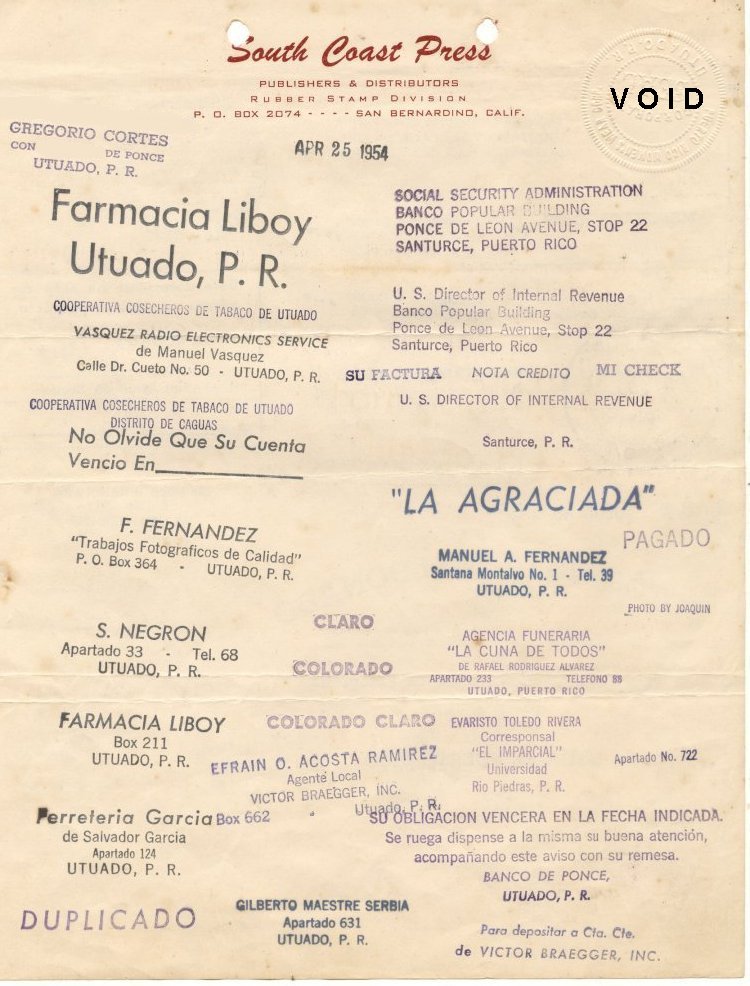 South Coast Press
PUBLISHERS & DISTRIBUTORS
RUBBER STAMP DIVISION
P. O. BOX 2074 - - - - SAN BERNARDINO, CALIF.
VOID
GREGORIO CORTES
CON DE PONCE
UTUADO, P. R.
APR 25 1954
Farmacia Liboy
Utuado, P. R.
SOCIAL SECURITY ADMINISTRATION
BANCO POPULAR BUILDING
PONCE DE LEON AVENUE, STOP 22
SANTURCE, PUERTO RICO
COOPERATIVA COSECHEROS DE TABACO DE UTUADO
U. S. Director of Internal Revenue
Banco Popular Building
Ponce de Leon Avenue, Stop 22
Santurce, Puerto Rico
VASQUEZ RADIO ELECTRONICS SERVICE
de Manuel Vasquez
Calle Dr. Cueto No. 50 - UTUADO, P. R.
SU FACTURA NOTA CREDITO MI CHECK
COOPERATIVA COSECHEROS DE TABACO DE UTUADO
DISTRITO DE CAGUAS
U. S. DIRECTOR OF INTERNAL REVENUE
Santurce, P. R.
No Olvide Que Su Cuenta
Vencio En
"LA AGRACIADA"
F. FERNANDEZ
"Trabajos Fotograficos de Calidad"
P. O. Box 364 - UTUADO, P. R.
PAGADO
MANUEL A. FERNANDEZ
Santana Montalvo No. 1 - Tel. 39
UTUADO, P. R.
PHOTO BY JOAQUIN
S. NEGRON
Apartado 33 - Tel. 68
UTUADO, P. R.
CLARO
COLORADO
AGENCIA FUNERARIA
"LA CUNA DE TODOS"
DE RAFAEL RODRIGUEZ ALVAREZ
APARTADO 233 TELEFONO 88
UTUADO, PUERTO RICO
FARMACIA LIBOY
Box 211
UTUADO, P. R.
COLORADO CLARO
EVARISTO TOLEDO RIVERA
Corresponsal
"EL IMPARCIAL"
Universidad
Rio Piedras, P. R.
Apartado No. 722
EFRAIN O. ACOSTA RAMIREZ
Agente Local
VICTOR BRAEGGER, INC.
Utuado, P. R.
Ferreteria Garcia
de Salvador Garcia
Apartado 124
UTUADO, P. R.
Box 662
SU OBLIGACION VENCERA EN LA FECHA INDICADA.
Se ruega dispense a la misma su buena atención,
acompañando este aviso con su remesa.
BANCO DE PONCE,
UTUADO, P. R.
DUPLICADO
GILBERTO MAESTRE SERBIA
Apartado 631
UTUADO, P. R.
Para depositar a Cta. Cte.
de VICTOR BRAEGGER, INC.